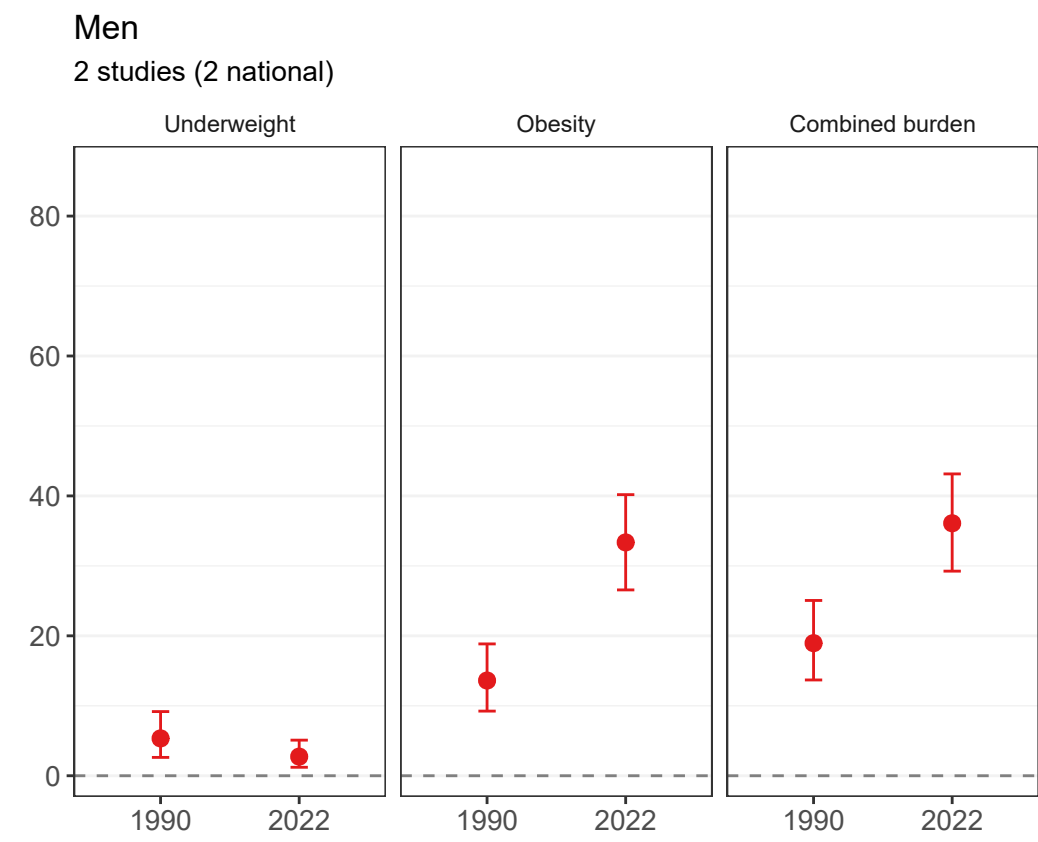 Men
2 studies (2 national)
Underweight
Obesity
Combined burden
80
60
40
20
0
1990 2022 1990 2022 1990 2022